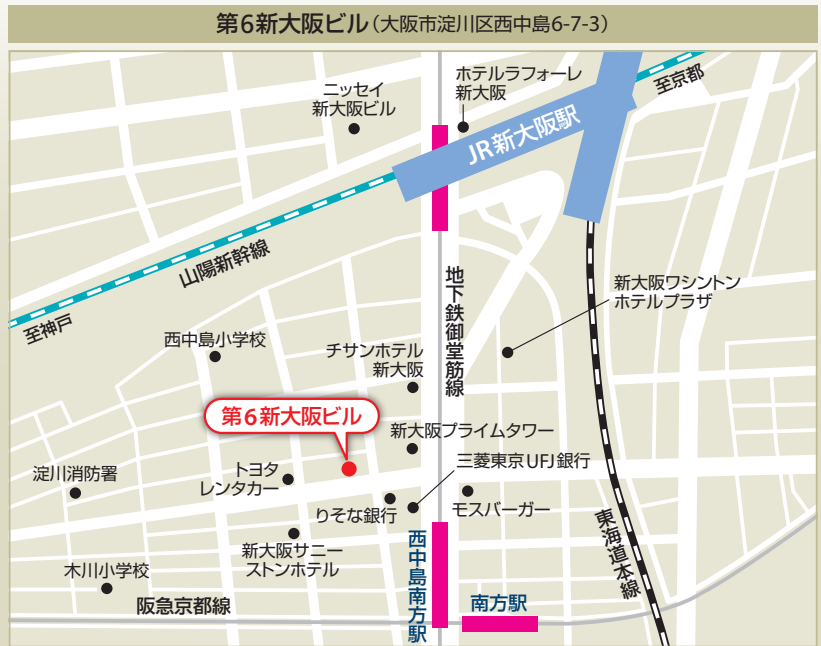 第6新大阪ビル（大阪市淀川区西中島6-7-3）
ニッセイ
新大阪ビル
ホテルラフォーレ
新大阪
至京都
JR新大阪駅
山陽新幹線
至神戸
地下鉄御堂筋線
新大阪ワシントン
ホテルプラザ
西中島小学校
チサンホテル
新大阪
第6新大阪ビル
新大阪プライムタワー
三菱東京UFJ銀行
淀川消防署
トヨタ
レンタカー
りそな銀行
モスバーガー
新大阪サニー
ストンホテル
西中島南方駅
東海道本線
木川小学校
阪急京都線
南方駅